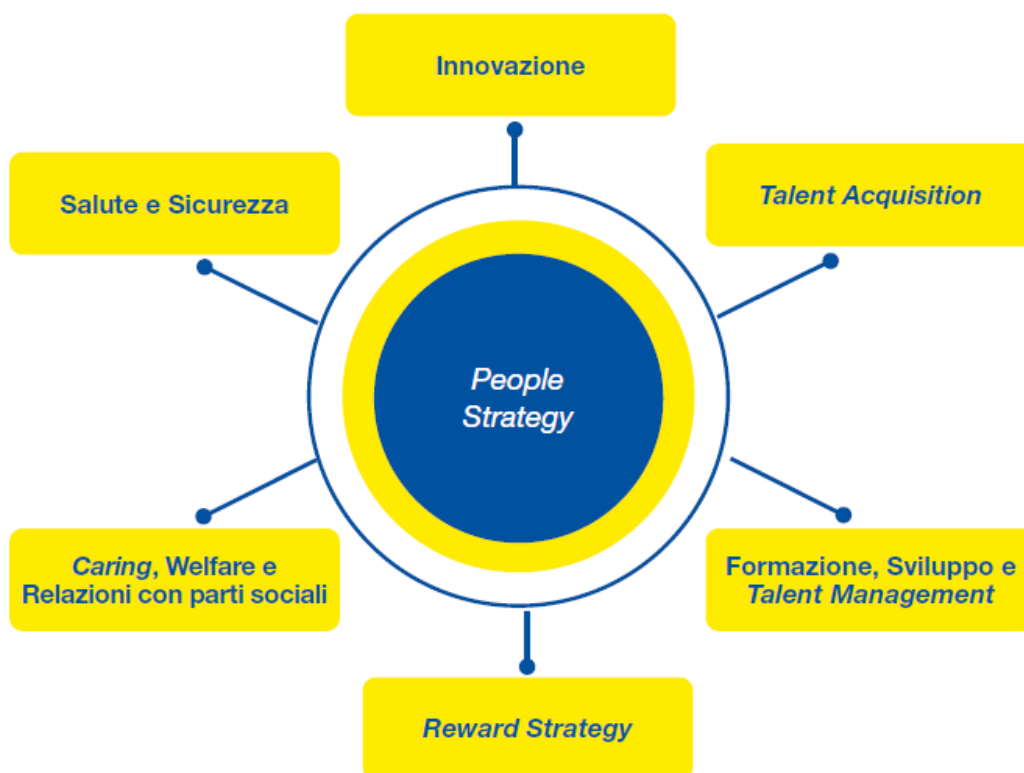 Innovazione
Salute e Sicurezza
Talent Acquisition
People
Strategy
Caring, Welfare e
Relazioni con parti sociali
Formazione, Sviluppo e
Talent Management
Reward Strategy